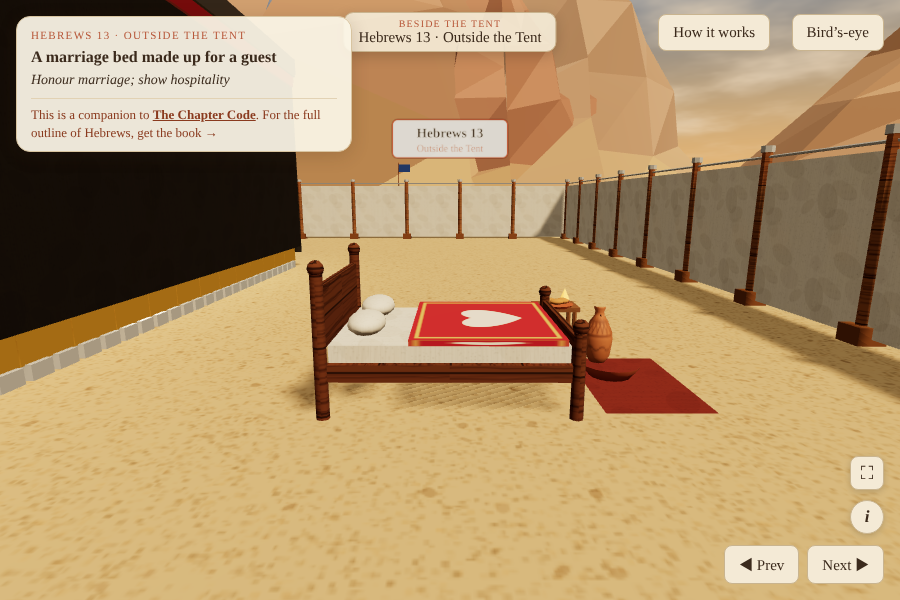 HEBREWS 13 · OUTSIDE THE TENT
A marriage bed made up for a guest
Honour marriage; show hospitality
This is a companion to The Chapter Code. For the full
outline of Hebrews, get the book →
BESIDE THE TENT
Hebrews 13 · Outside the Tent
How it works
Bird's-eye
Hebrews 13
Outside the Tent
i
◀ Prev
Next ▶